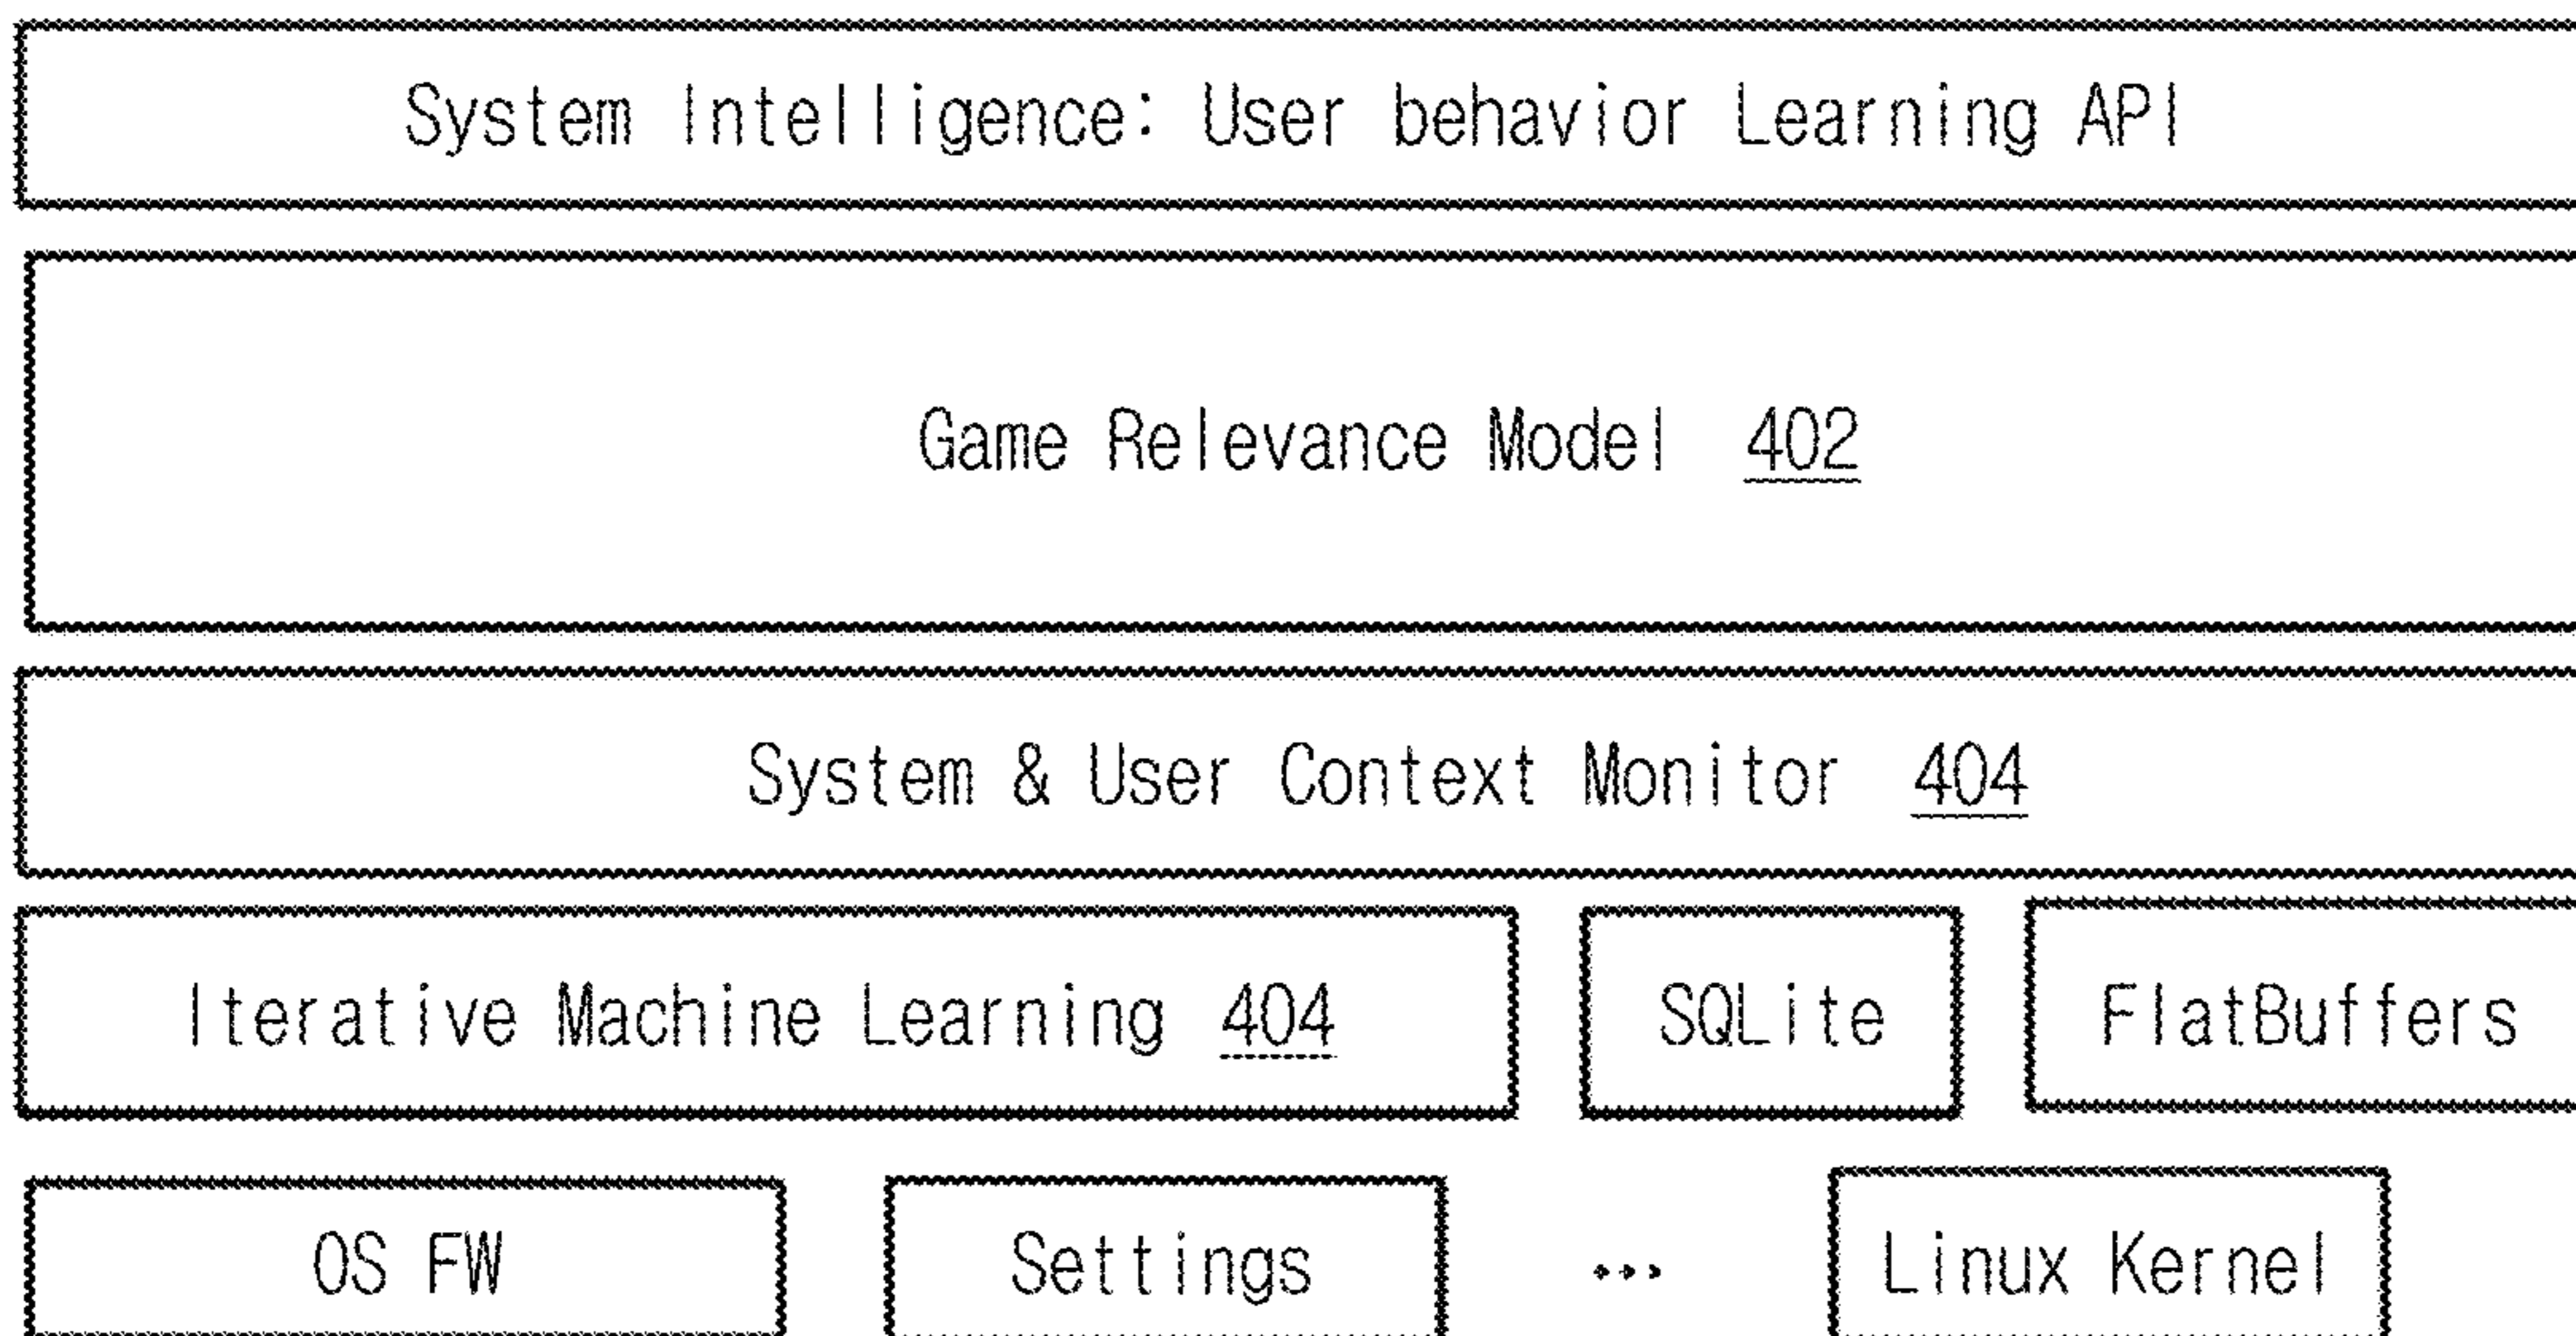 System Intelligence: User behavior Learning API
Game Relevance Model 402
System & User Context Monitor 404
Iterative Machine Learning 404 SQLite FlatBuffers
OS FW Settings ... Linux Kernel